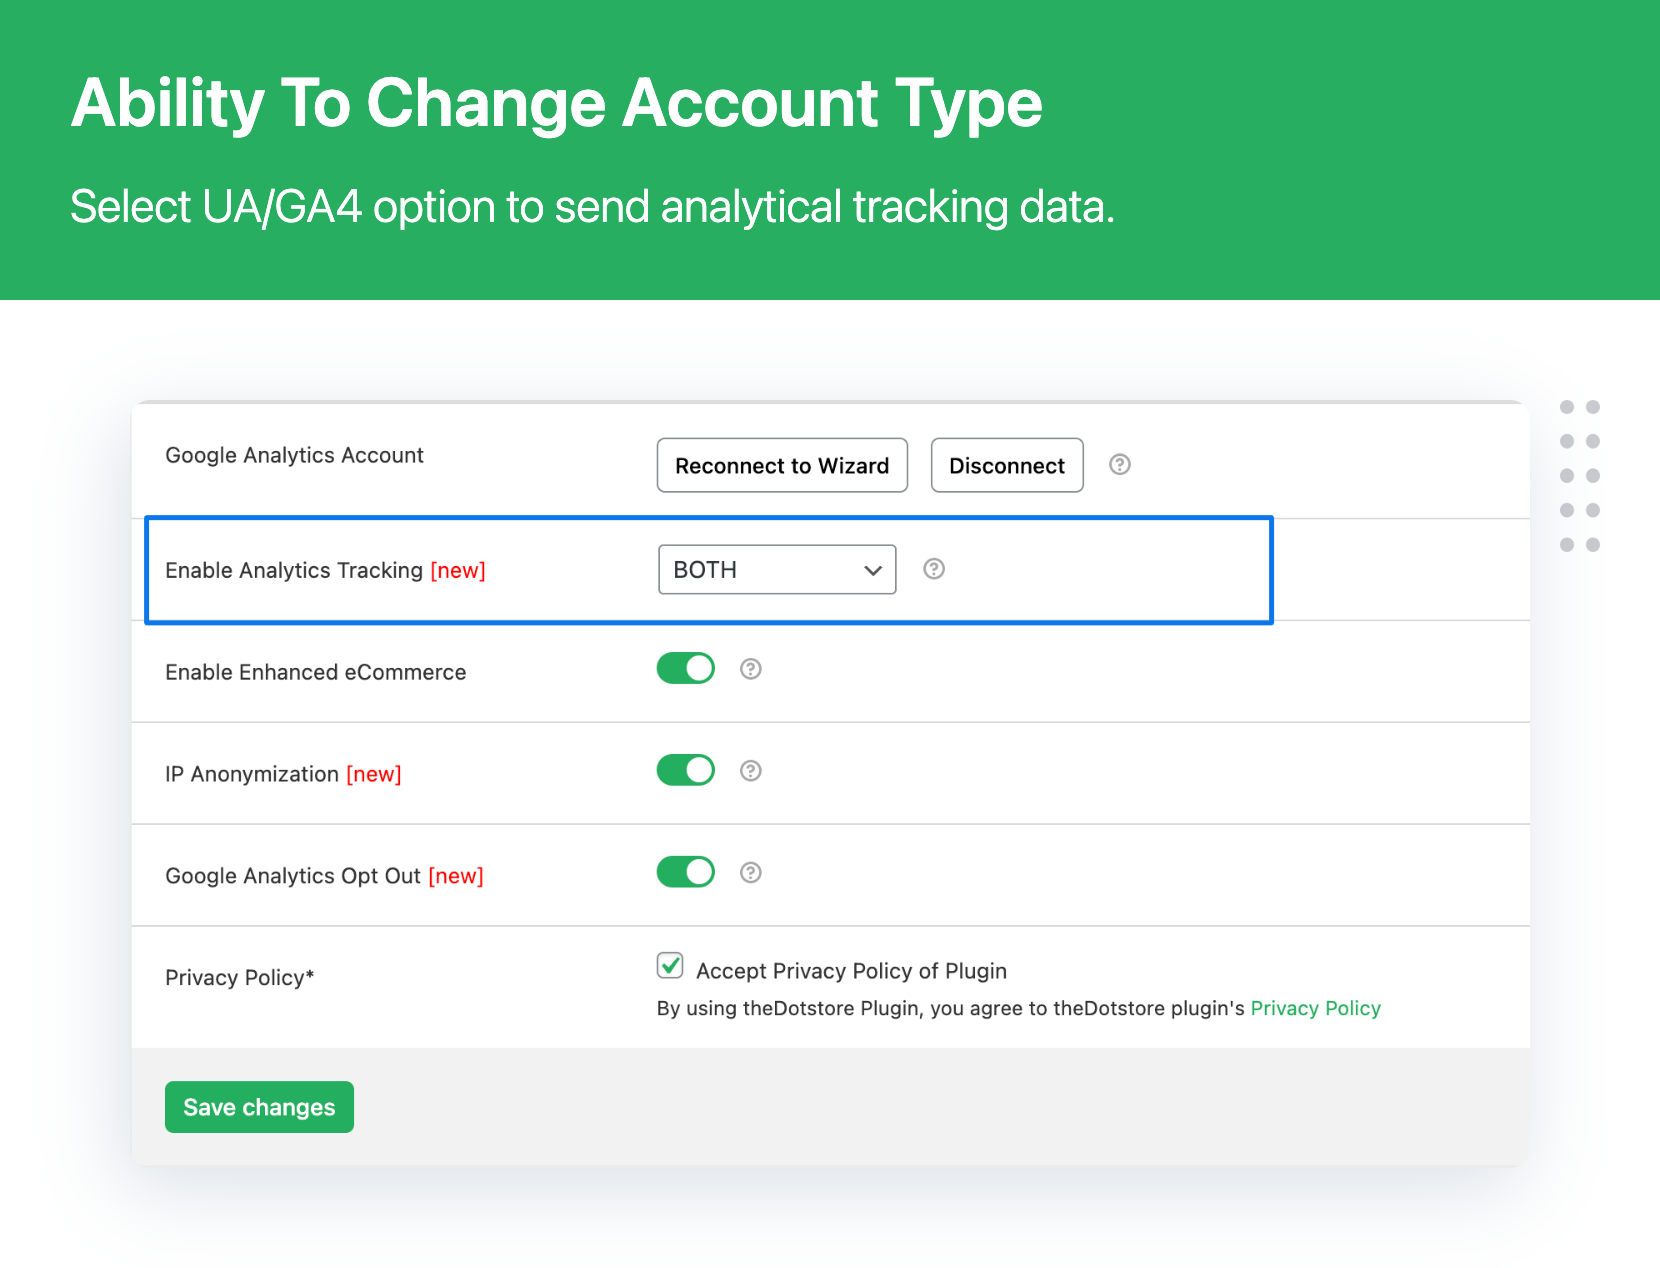 Ability To Change Account Type
Select UA/GA4 option to send analytical tracking data.
Google Analytics Account
Reconnect to Wizard
Disconnect
Enable Analytics Tracking [new]
BOTH
Enable Enhanced eCommerce
IP Anonymization [new]
Google Analytics Opt Out [new]
Privacy Policy*
Accept Privacy Policy of Plugin
By using theDotstore Plugin, you agree to theDotstore plugin's Privacy Policy
Save changes